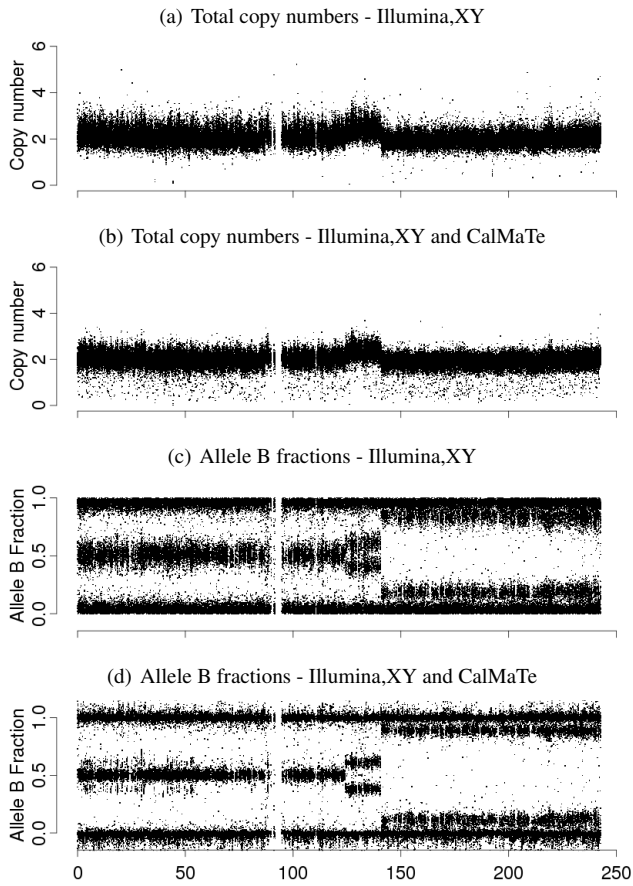 (a) Total copy numbers - Illumina,XY
Copy number
0 2 4 6
(b) Total copy numbers - Illumina,XY and CalMaTe
Copy number
0 2 4 6
(c) Allele B fractions - Illumina,XY
Allele B Fraction
0.0 0.5 1.0
(d) Allele B fractions - Illumina,XY and CalMaTe
Allele B Fraction
0.0 0.5 1.0
0 50 100 150 200 250